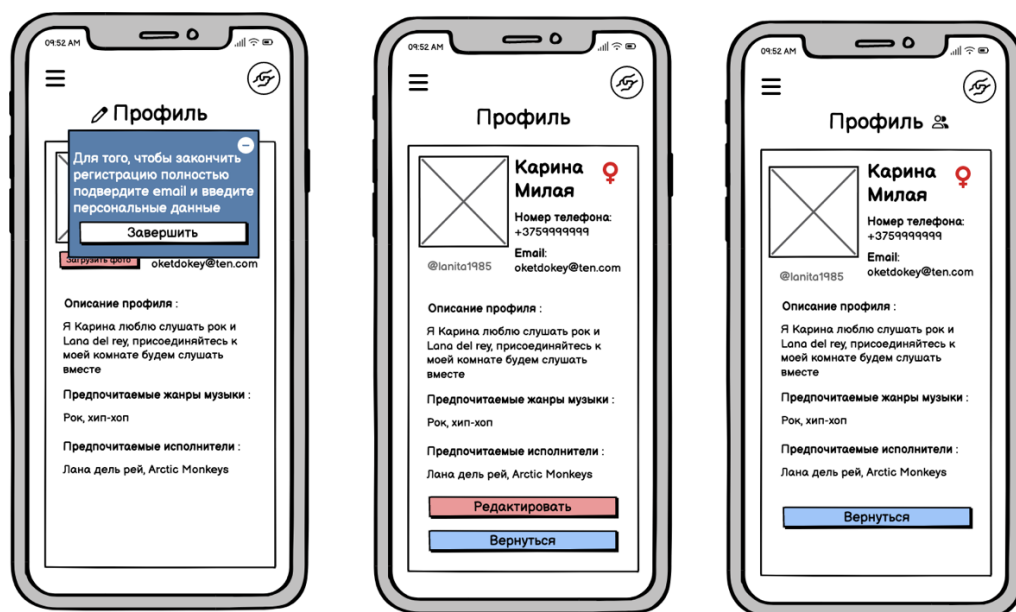 09:52 AM
Профиль
Для того, чтобы закончить
регистрацию полностью
подвердите email и введите
персональные данные
Завершить
Загрузить фото
oketdokey@ten.com
Описание профиля :
Я Карина люблю слушать рок и
Lana del rey, присоединяйтесь к
моей комнате будем слушать
вместе
Предпочитаемые жанры музыки :
Рок, хип-хоп
Предпочитаемые исполнители :
Лана дель рей, Arctic Monkeys
09:52 AM
Профиль
Карина
Милая
Номер телефона:
+3759999999
Email:
oketdokey@ten.com
@lanita1985
Описание профиля :
Я Карина люблю слушать рок и
Lana del rey, присоединяйтесь к
моей комнате будем слушать
вместе
Предпочитаемые жанры музыки :
Рок, хип-хоп
Предпочитаемые исполнители :
Лана дель рей, Arctic Monkeys
Редактировать
Вернуться
09:52 AM
Профиль
Карина
Милая
Номер телефона:
+3759999999
Email:
oketdokey@ten.com
@lanita1985
Описание профиля :
Я Карина люблю слушать рок и
Lana del rey, присоединяйтесь к
моей комнате будем слушать
вместе
Предпочитаемые жанры музыки :
Рок, хип-хоп
Предпочитаемые исполнители :
Лана дель рей, Arctic Monkeys
Вернуться